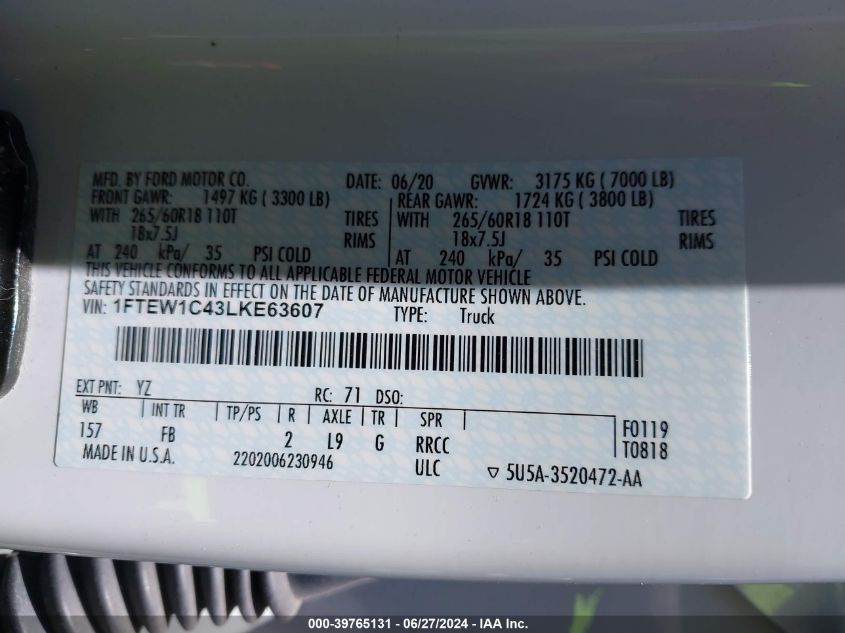 MFD. BY FORD MOTOR CO. DATE: 06/20 GVWR: 3175 KG ( 7000 LB)
FRONT GAWR: 1497 KG ( 3300 LB) REAR GAWR: 1724 KG ( 3800 LB)
WITH 265/60R18 110T TIRES WITH 265/60R18 110T TIRES
18x7.5J RIMS 18x7.5J RIMS
AT 240 kPa/ 35 PSI COLD AT 240 kPa/ 35 PSI COLD
THIS VEHICLE CONFORMS TO ALL APPLICABLE FEDERAL MOTOR VEHICLE
SAFETY STANDARDS IN EFFECT ON THE DATE OF MANUFACTURE SHOWN ABOVE.
VIN: 1FTEW1C43LKE63607 TYPE: Truck
EXT PNT: YZ RC: 71 DSO:
WB INT TR TP/PS R AXLE TR SPR F0119
157 FB 2 L9 G RRCC T0818
MADE IN U.S.A. 2202006230946 ULC ▽ 5U5A-3520472-AA
000-39765131 - 06/27/2024 - IAA Inc.